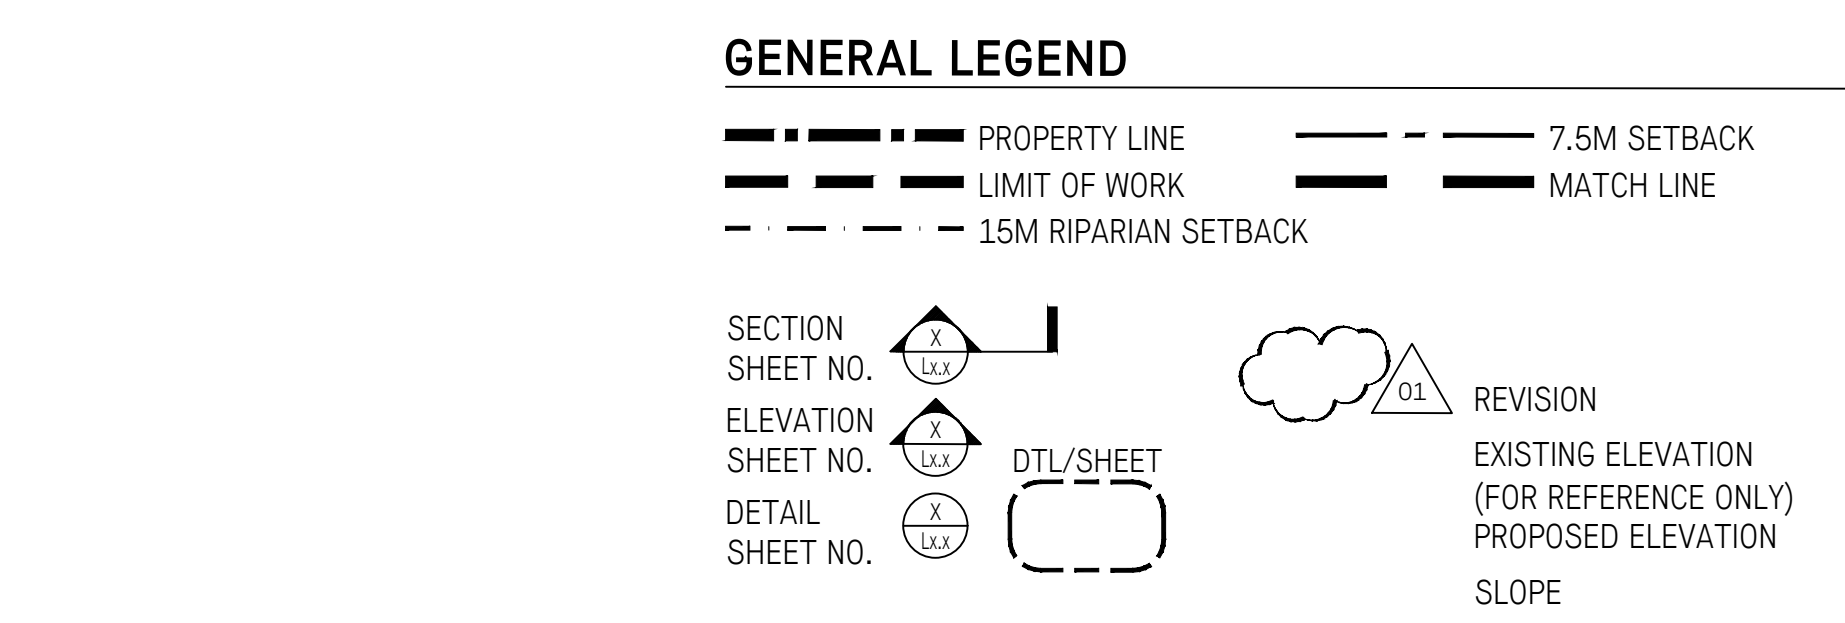 GENERAL LEGEND
PROPERTY LINE
7.5M SETBACK
LIMIT OF WORK
MATCH LINE
15M RIPARIAN SETBACK
SECTION
SHEET NO.
X
Lx.x
ELEVATION
SHEET NO.
X
Lx.x
DETAIL
SHEET NO.
X
Lx.x
DTL/SHEET
01
REVISION
EXISTING ELEVATION
(FOR REFERENCE ONLY)
PROPOSED ELEVATION
SLOPE